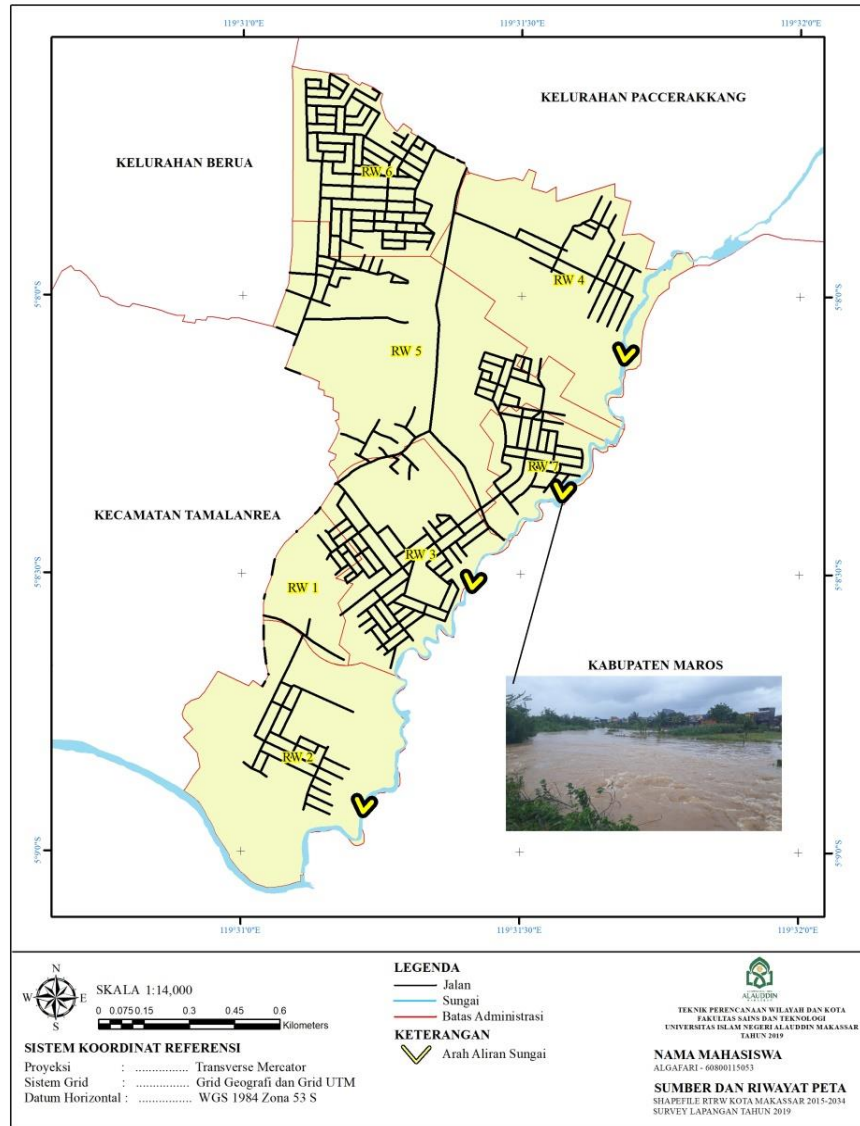 119°31'0"E
119°31'30"E
119°32'0"E
KELURAHAN PACCERAKKANG
KELURAHAN BERUA
RW 6
RW 4
5°8'0"S
5°8'0"S
RW 5
RW 7
KECAMATAN TAMALANREA
RW 3
5°8'30"S
5°8'30"S
RW 1
KABUPATEN MAROS
RW 2
5°9'0"S
5°9'0"S
119°31'0"E
119°31'30"E
119°32'0"E
N
W
E
S
SKALA 1:14,000
0 0.075 0.15 0.3 0.45 0.6
Kilometers
SISTEM KOORDINAT REFERENSI
Proyeksi : ................ Transverse Mercator
Sistem Grid : ................ Grid Geografi dan Grid UTM
Datum Horizontal : ................ WGS 1984 Zona 53 S
LEGENDA
Jalan
Sungai
Batas Administrasi
KETERANGAN
Arah Aliran Sungai
ALAUDDIN
TEKNIK PERENCANAAN WILAYAH DAN KOTA
FAKULTAS SAINS DAN TEKNOLOGI
UNIVERSITAS ISLAM NEGERI ALAUDDIN MAKASSAR
TAHUN 2019
NAMA MAHASISWA
ALGAFARI - 60800115053
SUMBER DAN RIWAYAT PETA
SHAPEFILE RTRW KOTA MAKASSAR 2015-2034
SURVEY LAPANGAN TAHUN 2019